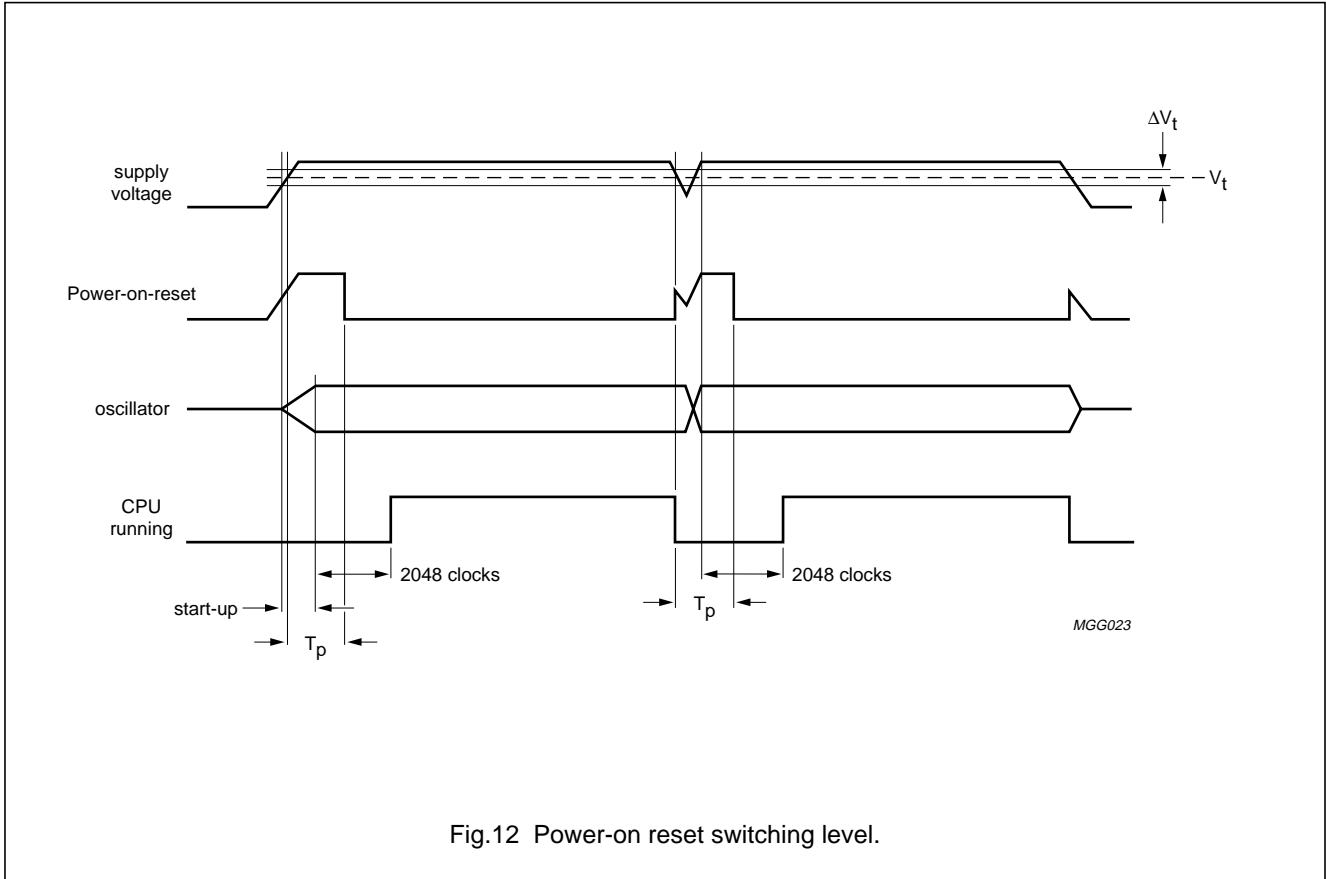 ΔVt
supply
voltage
Vt
Power-on-reset
oscillator
CPU
running
2048 clocks
2048 clocks
start-up
Tp
Tp
MGG023
Fig.12 Power-on reset switching level.